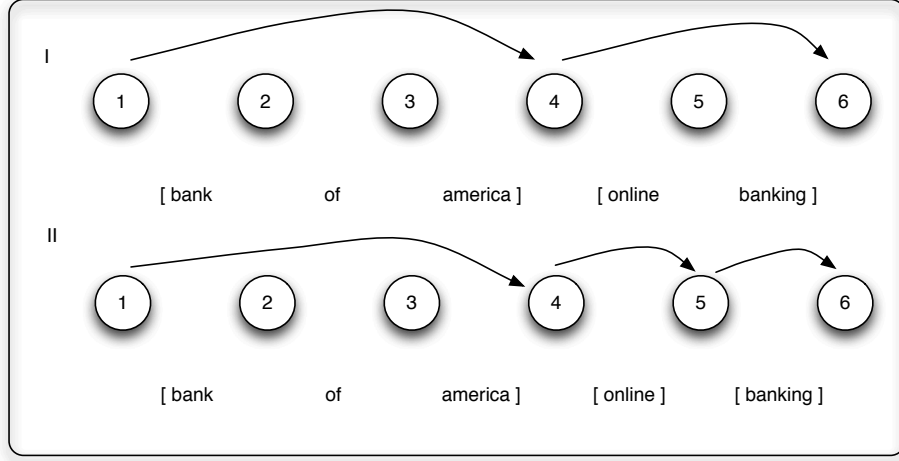 I
1 2 3 4 5 6
[ bank of america ] [ online banking ]
II
1 2 3 4 5 6
[ bank of america ] [ online ] [ banking ]